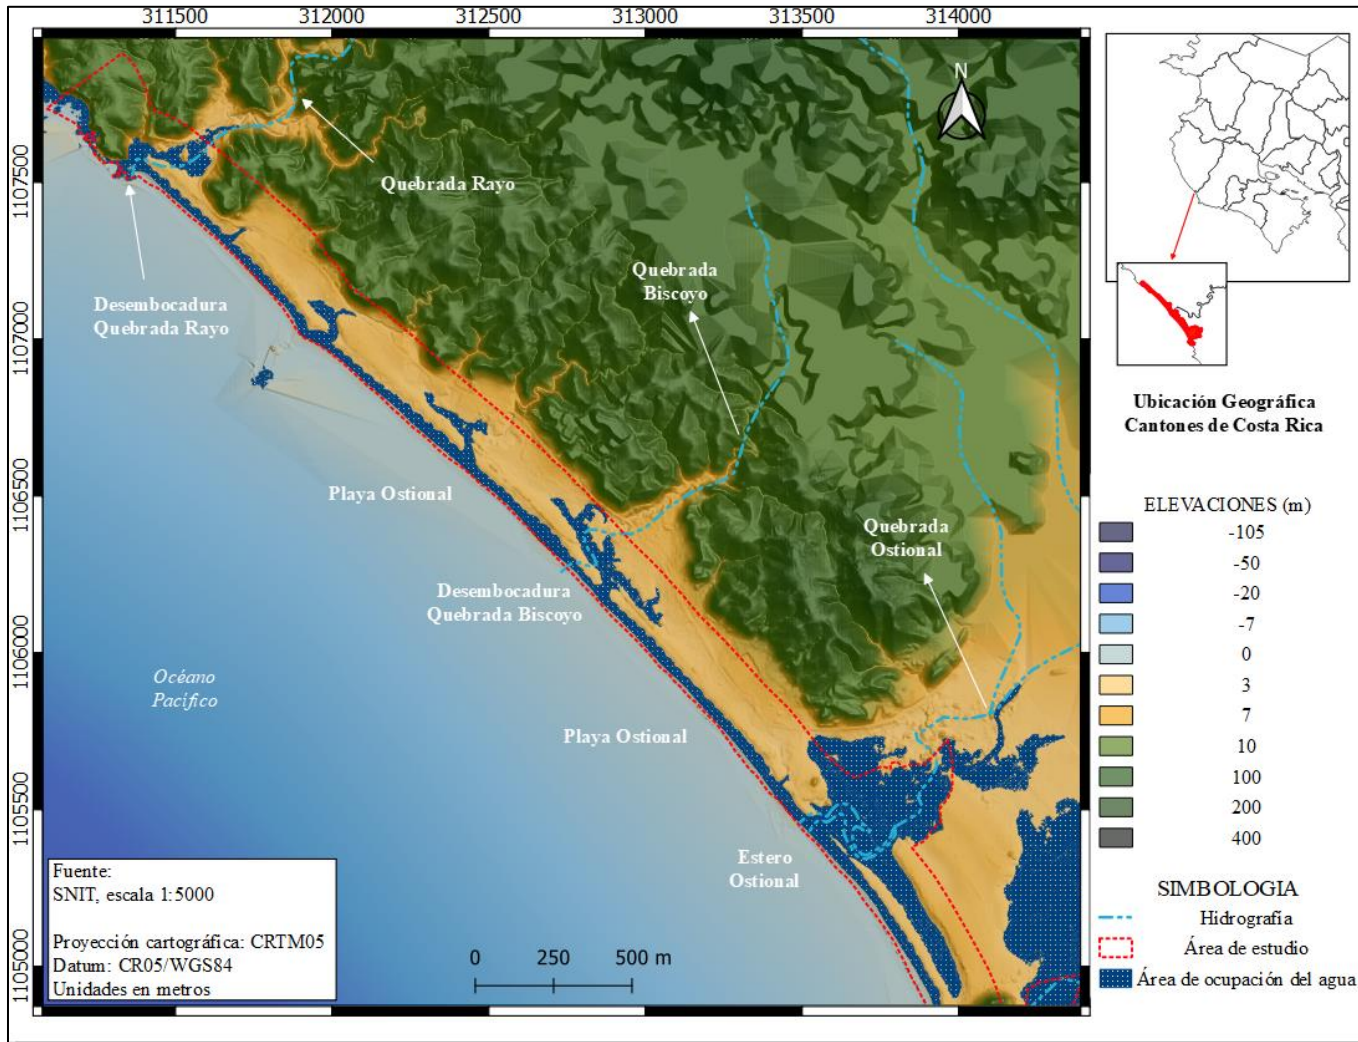 311500 312000 312500 313000 313500 314000
1107500
1107000
1106500
1106000
1105500
1105000
N
Quebrada Rayo
Desembocadura
Quebrada Rayo
Quebrada
Biscoyo
Playa Ostional
Quebrada
Ostional
Desembocadura
Quebrada Biscoyo
Océano
Pacífico
Playa Ostional
Estero
Ostional
0 250 500 m
Fuente:
SNIT, escala 1:5000
Proyección cartográfica: CRTM05
Datum: CR05/WGS84
Unidades en metros
Ubicación Geográfica
Cantones de Costa Rica
ELEVACIONES (m)
-105
-50
-20
-7
0
3
7
10
100
200
400
SIMBOLOGIA
Hidrografía
Área de estudio
Área de ocupación del agua